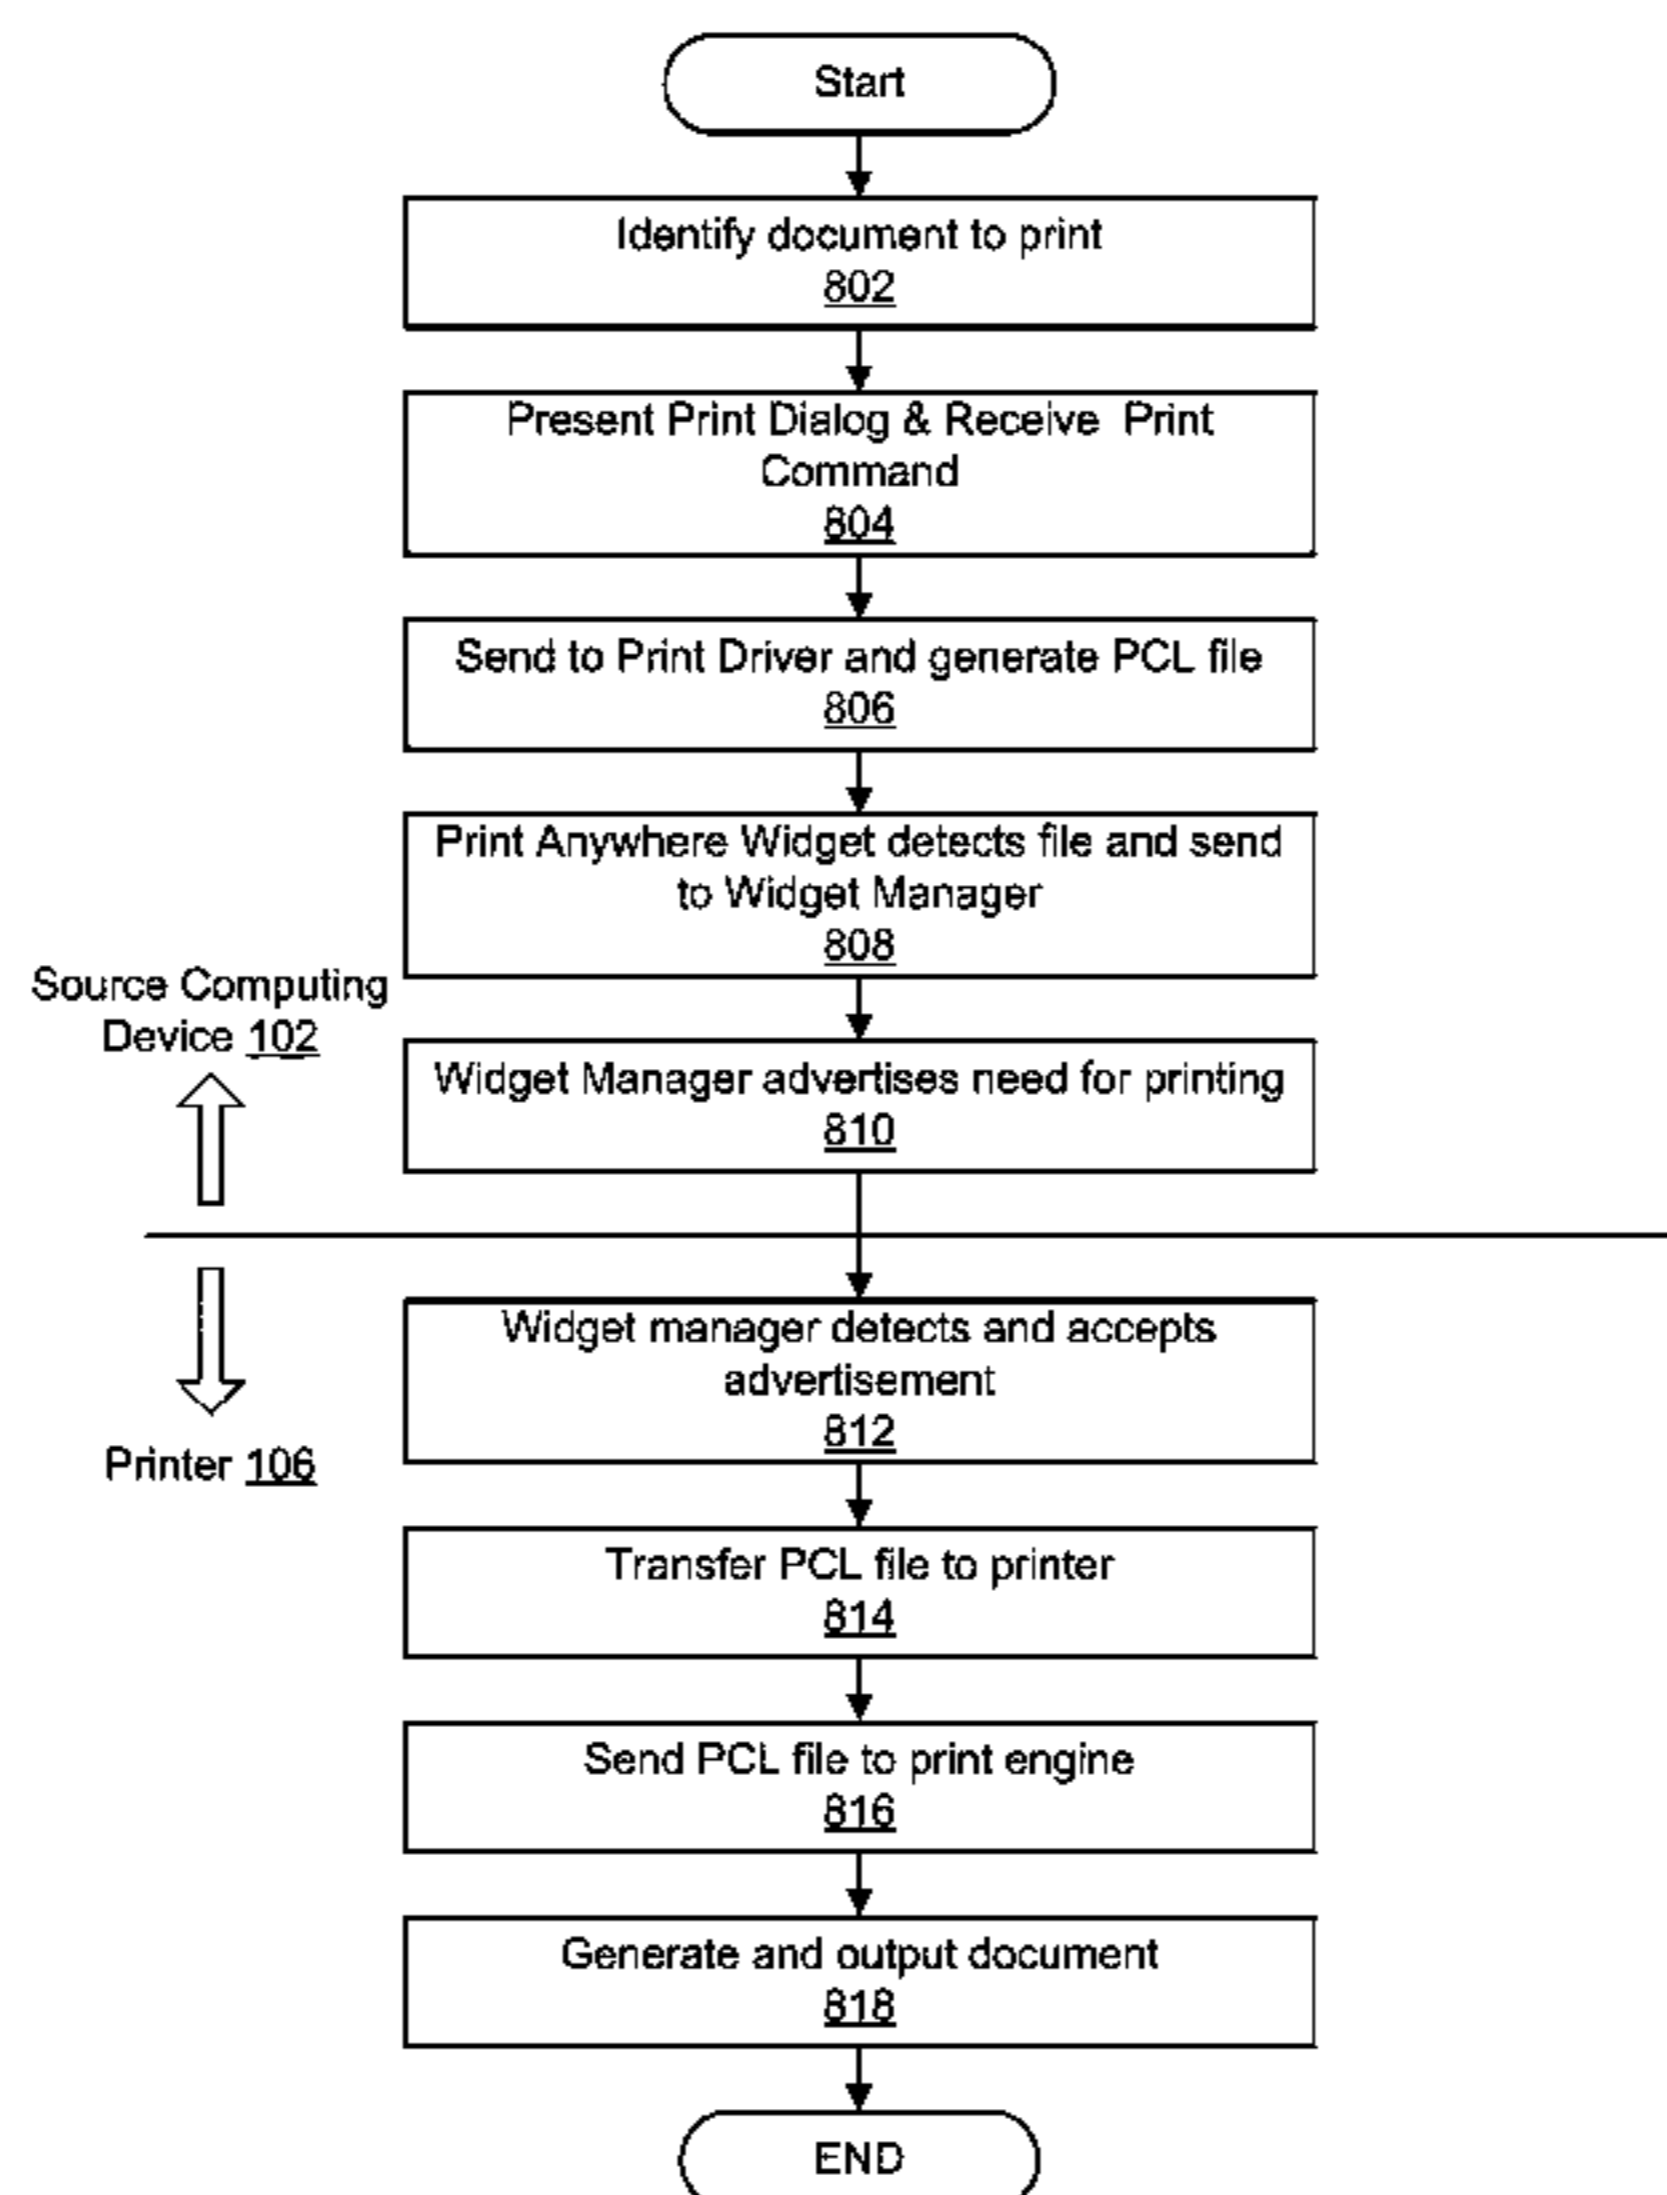 Start
Identify document to print
802
Present Print Dialog & Receive Print
Command
804
Send to Print Driver and generate PCL file
806
Print Anywhere Widget detects file and send
to Widget Manager
808
Source Computing
Device 102
Widget Manager advertises need for printing
810
Widget manager detects and accepts
advertisement
812
Printer 106
Transfer PCL file to printer
814
Send PCL file to print engine
816
Generate and output document
818
END